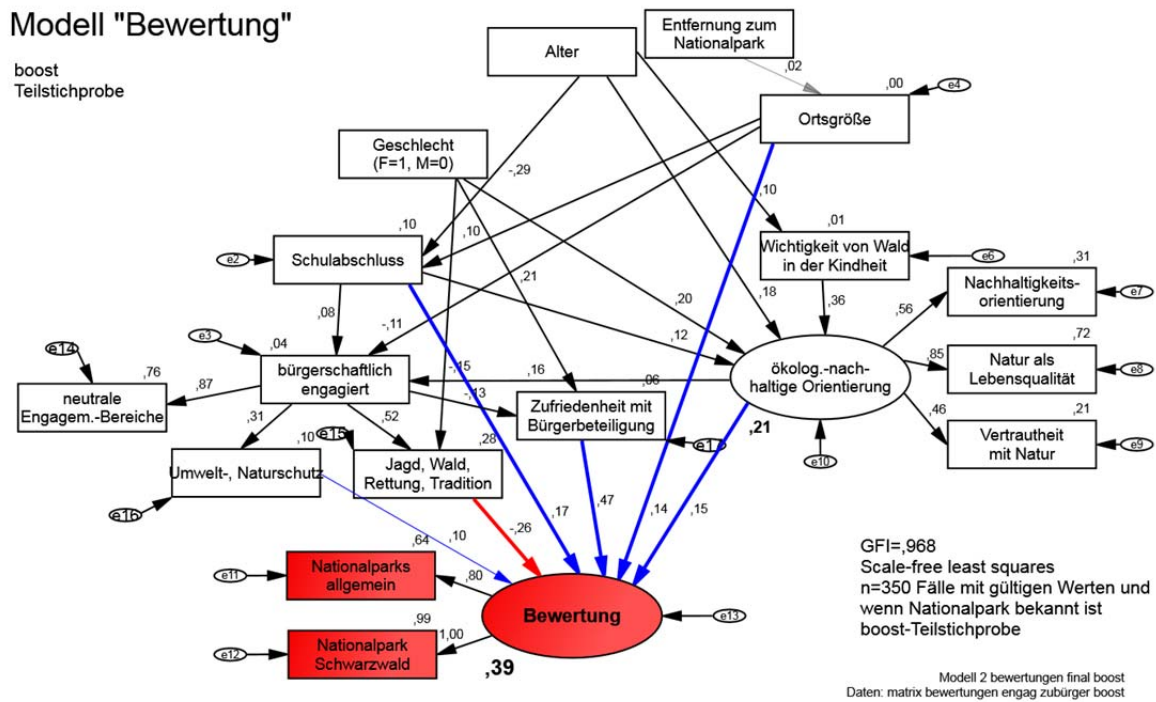 Modell "Bewertung"
boost
Teilstichprobe
Alter
Entfernung zum
Nationalpark
,02
,00
e4
Ortsgröße
Geschlecht
(F=1, M=0)
-,29
,10
,01
,10
,10
e2
Schulabschluss
Wichtigkeit von Wald
in der Kindheit
e6
,31
,21
Nachhaltigkeits-
orientierung
e7
,08
-,11
,20
,18
,36
,56
,12
,72
e14
e3
,04
bürgerschaftlich
engagiert
-,15
,16
,06
ökolog.-nach-
haltige Orientierung
,85
Natur als
Lebensqualität
e8
,76
,87
neutrale
Engagem.-Bereiche
-,13
Zufriedenheit mit
Bürgerbeteiligung
,46
,21
,31
,52
,10
e15
,28
e17
,21
e10
Vertrautheit
mit Natur
e9
Umwelt-, Naturschutz
Jagd, Wald,
Rettung, Tradition
e16
,10
-,26
,17
,47
,14
,15
,64
Nationalparks
allgemein
e11
,80
GFI=,968
Scale-free least squares
n=350 Fälle mit gültigen Werten und
wenn Nationalpark bekannt ist
boost-Teilstichprobe
Bewertung
e13
,99
1,00
Nationalpark
Schwarzwald
e12
,39
Modell 2 bewertungen final boost
Daten: matrix bewertungen engag zubürger boost